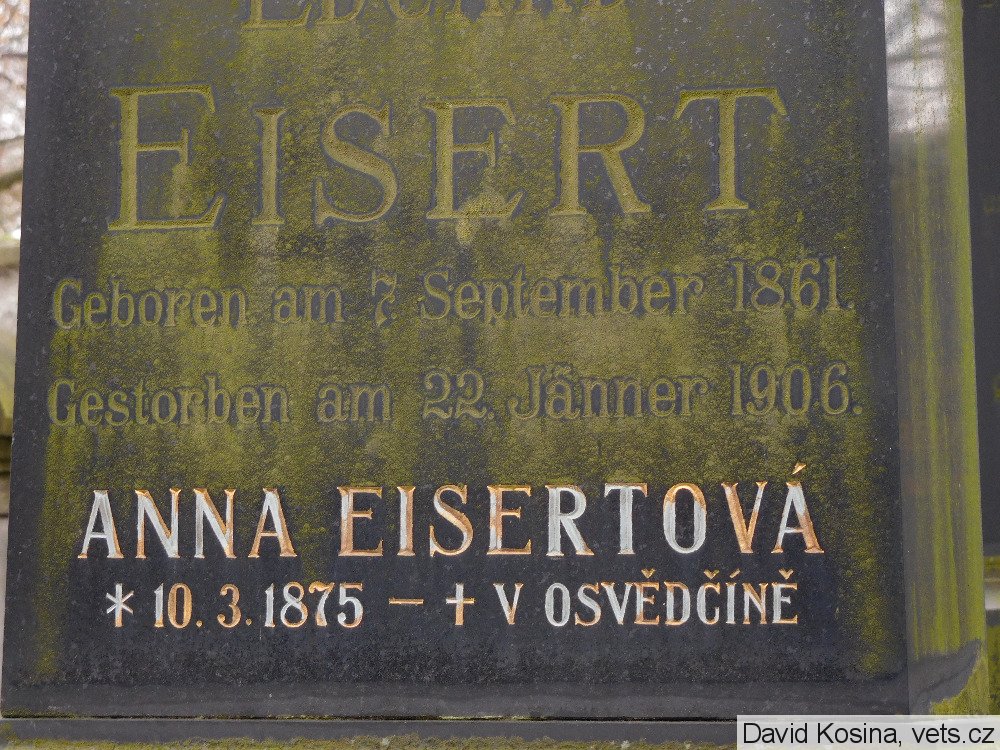 EISERT
Geboren am 7 September 1861.
Gestorben am 22. Jänner 1906.
ANNA EISERTOVÁ
* 10. 3. 1875 – † V OSVĚDČÍNĚ
David Kosina, vets.cz